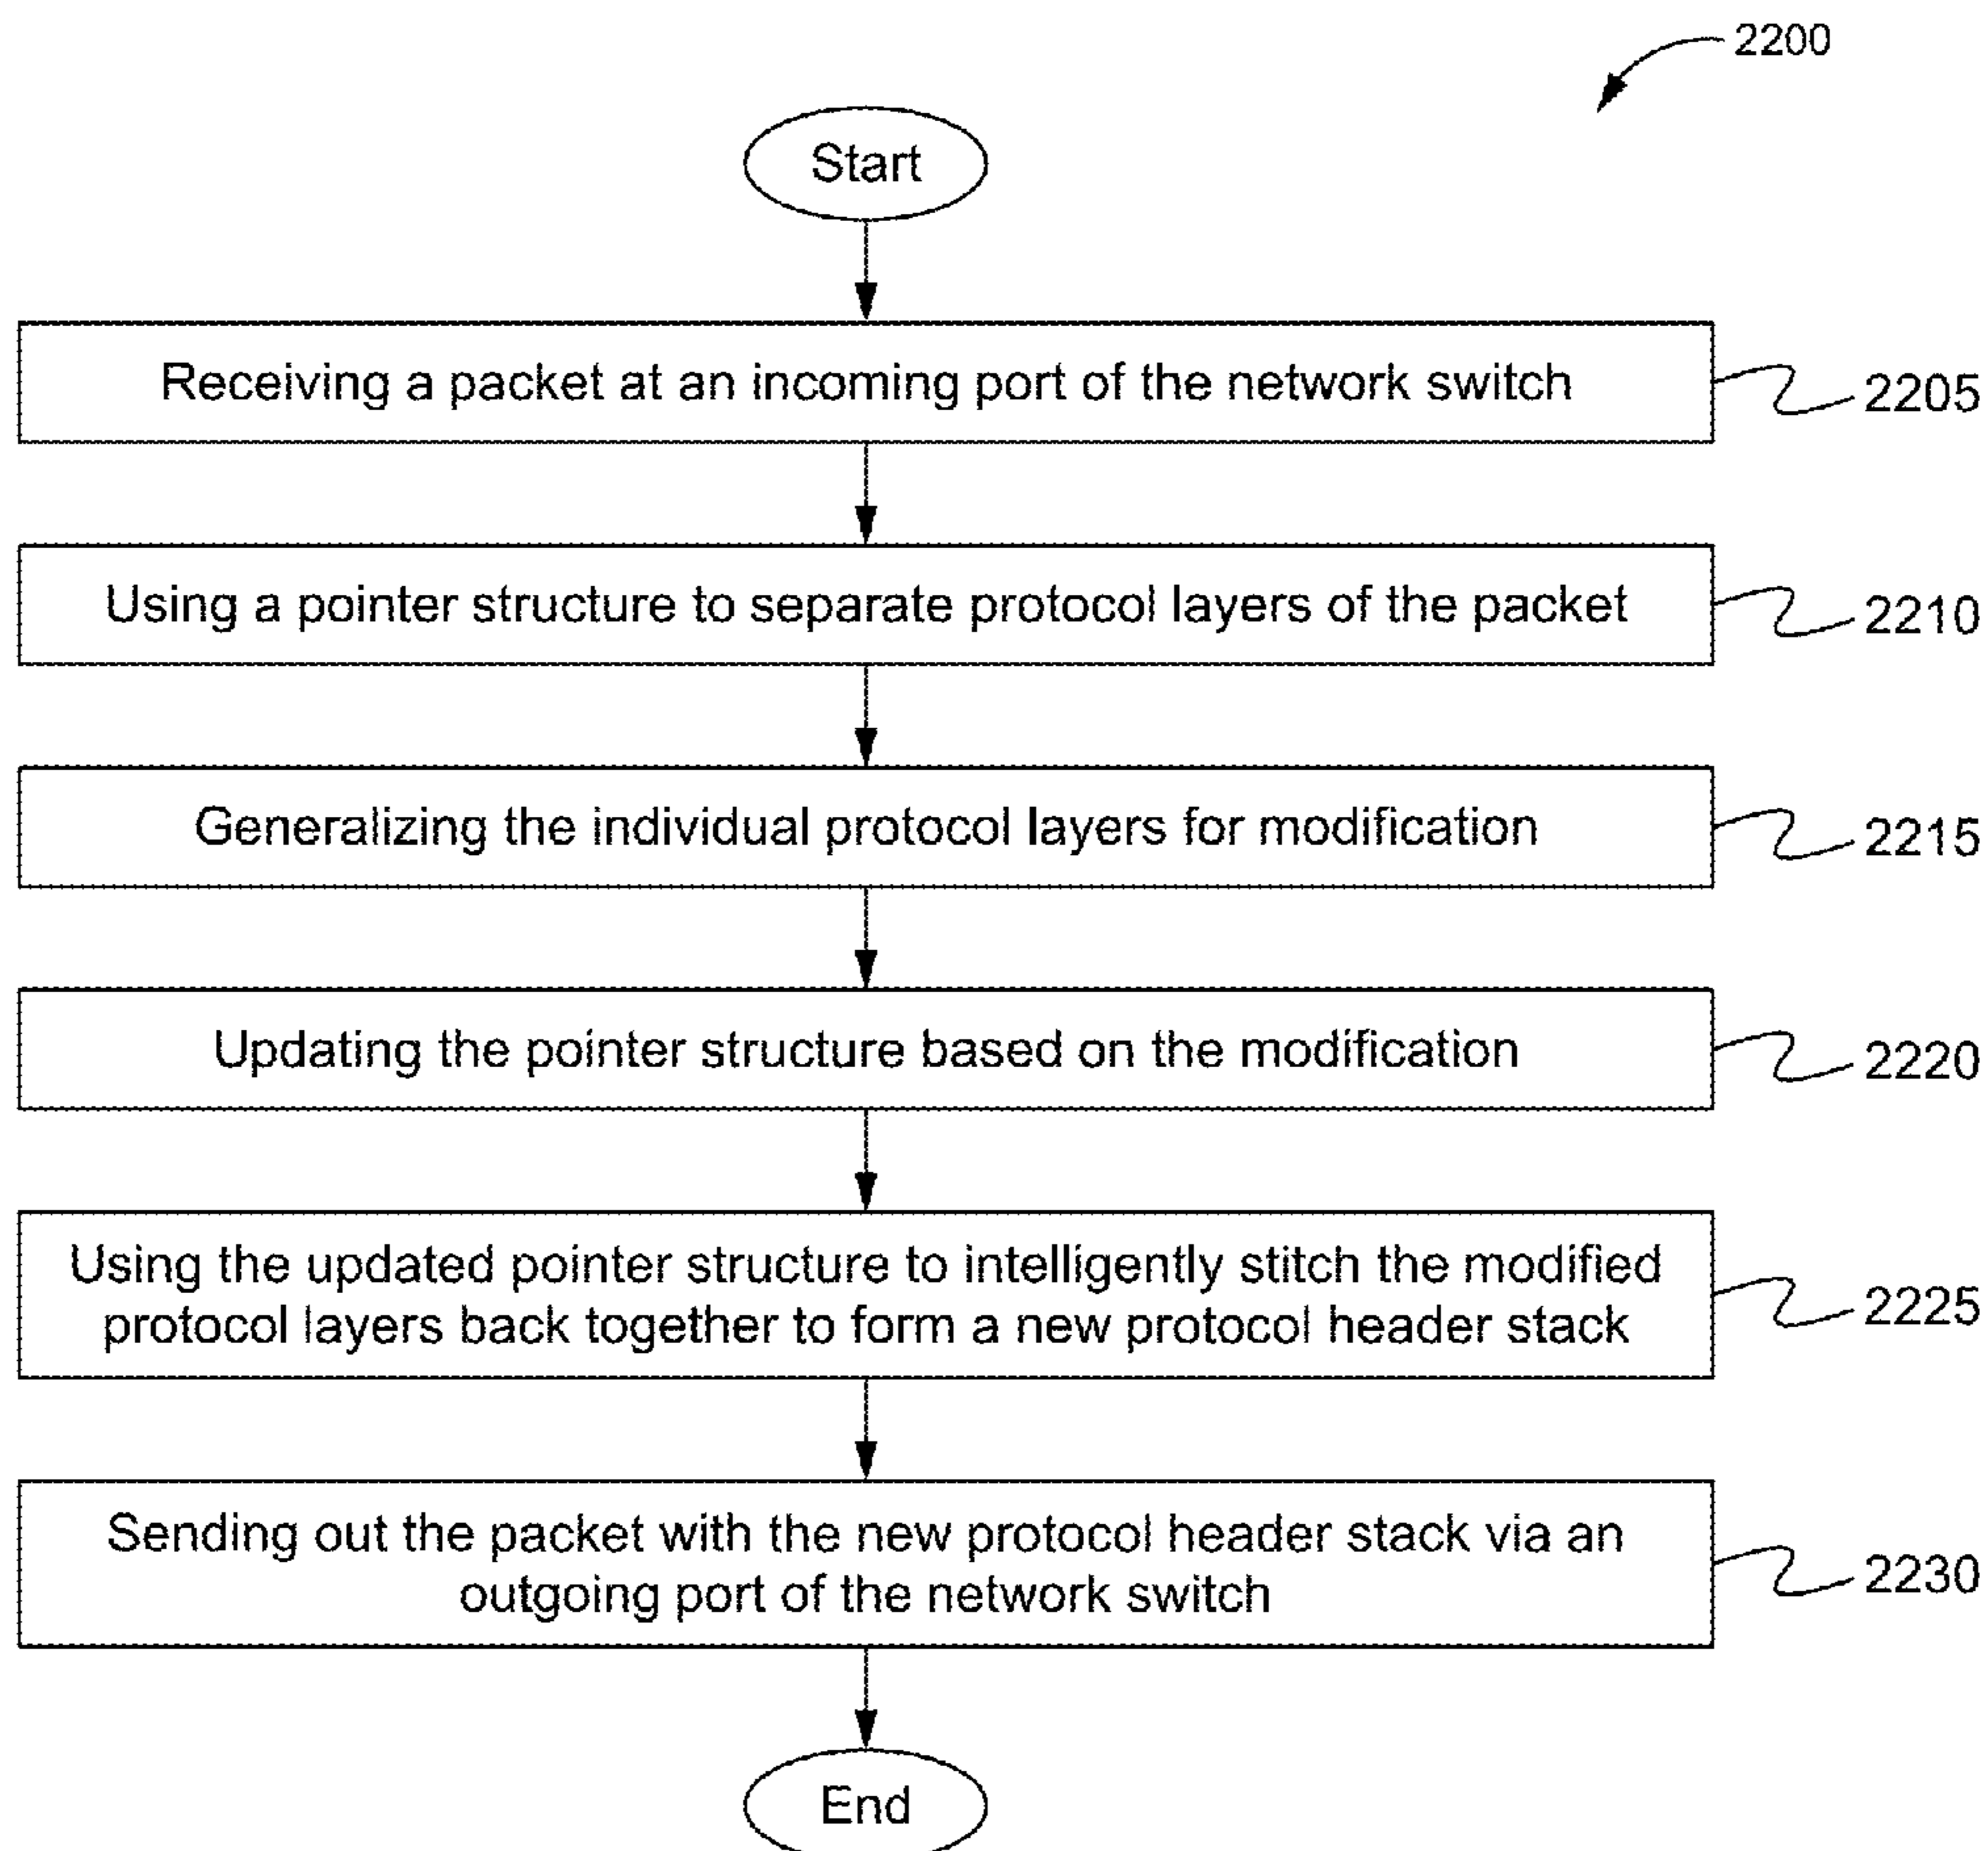 2200
Start
Receiving a packet at an incoming port of the network switch
2205
Using a pointer structure to separate protocol layers of the packet
2210
Generalizing the individual protocol layers for modification
2215
Updating the pointer structure based on the modification
2220
Using the updated pointer structure to intelligently stitch the modified
protocol layers back together to form a new protocol header stack
2225
Sending out the packet with the new protocol header stack via an
outgoing port of the network switch
2230
End